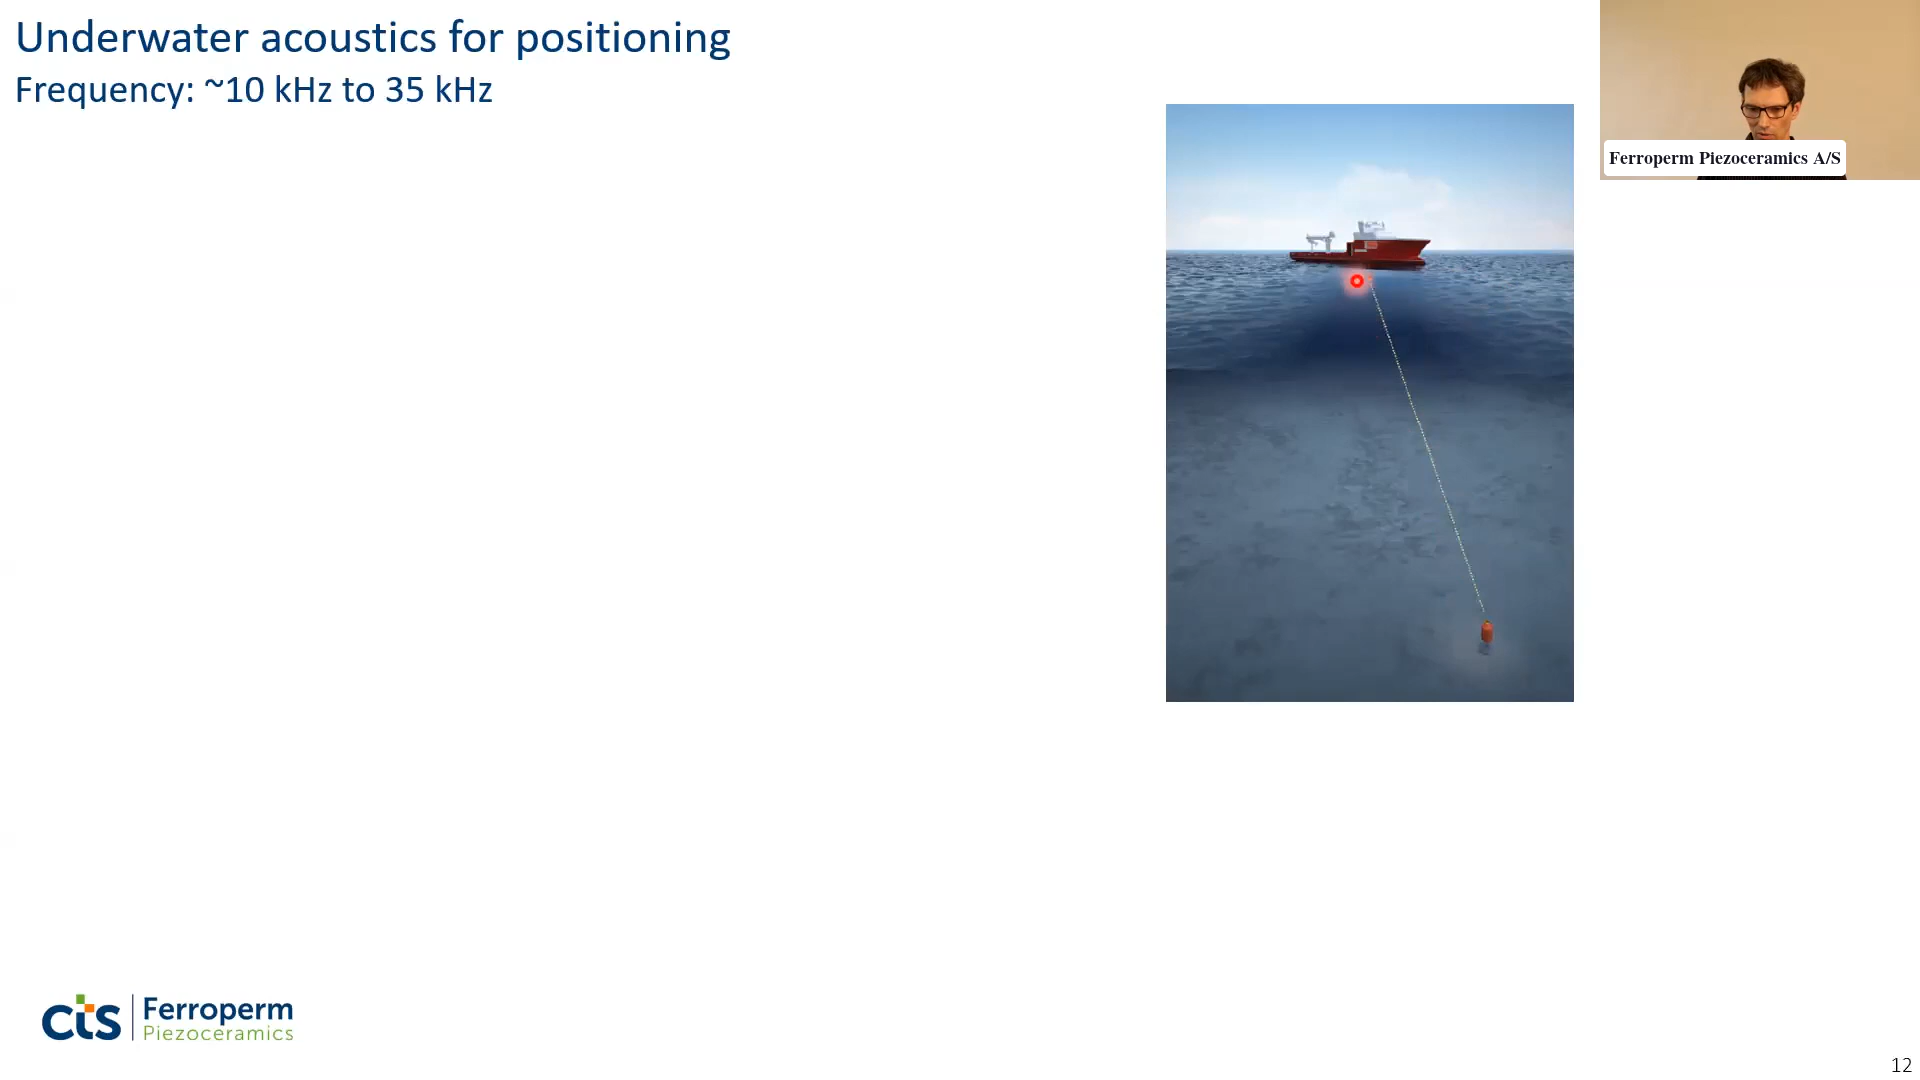 Underwater acoustics for positioning
Frequency: ~10 kHz to 35 kHz
Ferroperm Piezoceramics A/S
cts Ferroperm
Piezoceramics
12